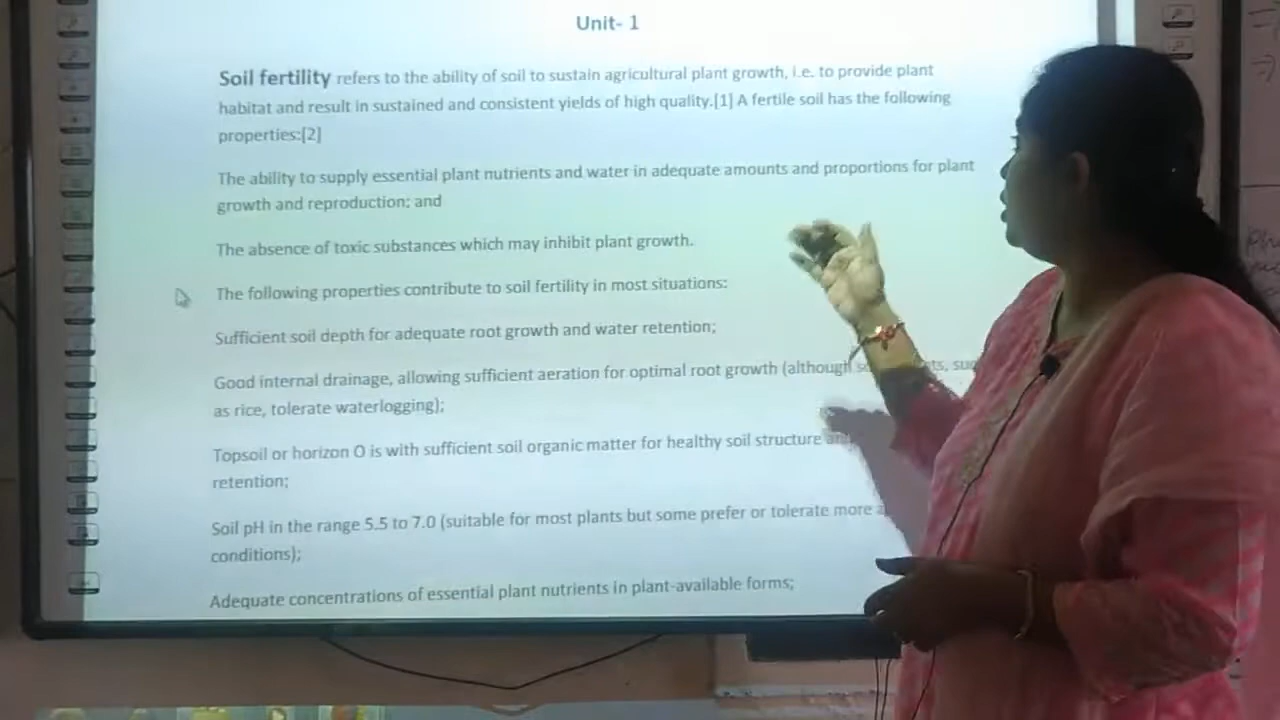 Unit- 1
Soil fertility refers to the ability of soil to sustain agricultural plant growth, i.e. to provide plant
habitat and result in sustained and consistent yields of high quality.[1] A fertile soil has the following
properties:[2]
The ability to supply essential plant nutrients and water in adequate amounts and proportions for plant
growth and reproduction; and
The absence of toxic substances which may inhibit plant growth.
The following properties contribute to soil fertility in most situations:
Sufficient soil depth for adequate root growth and water retention;
Good internal drainage, allowing sufficient aeration for optimal root growth (although
as rice, tolerate waterlogging);
Topsoil or horizon O is with sufficient soil organic matter for healthy soil structure
retention;
Soil pH in the range 5.5 to 7.0 (suitable for most plants but some prefer or tolerate more
conditions);
Adequate concentrations of essential plant nutrients in plant-available forms;